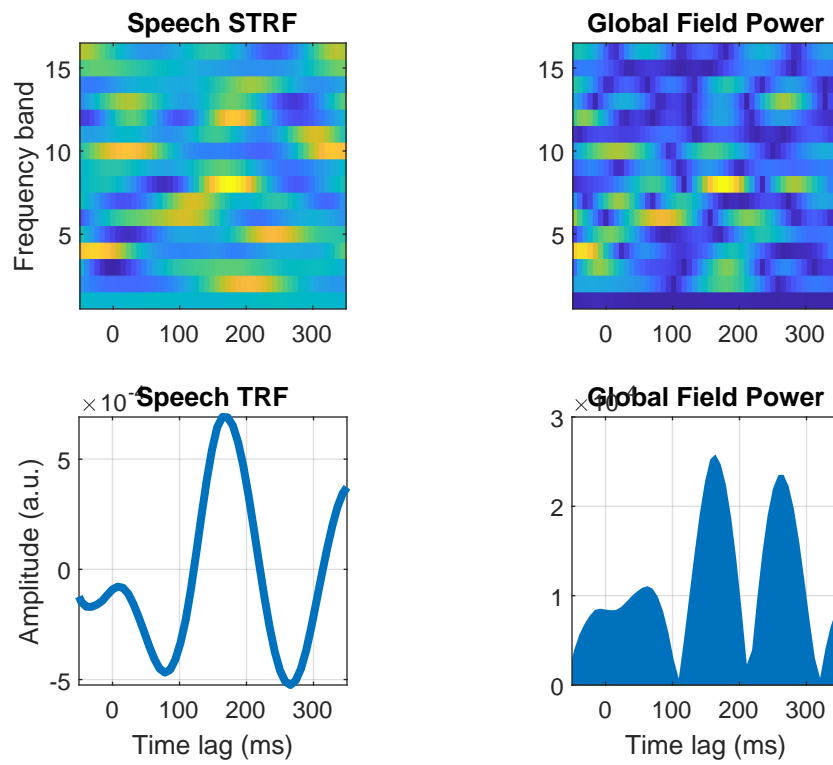 Speech STRF
Frequency band
15
10
5
0 100 200 300
Global Field Power
15
10
5
0 100 200 300
Speech TRF
× 10⁻⁴
Amplitude (a.u.)
5
0
-5
0 100 200 300
Time lag (ms)
Global Field Power
3
2
1
0
0 100 200 300
Time lag (ms)